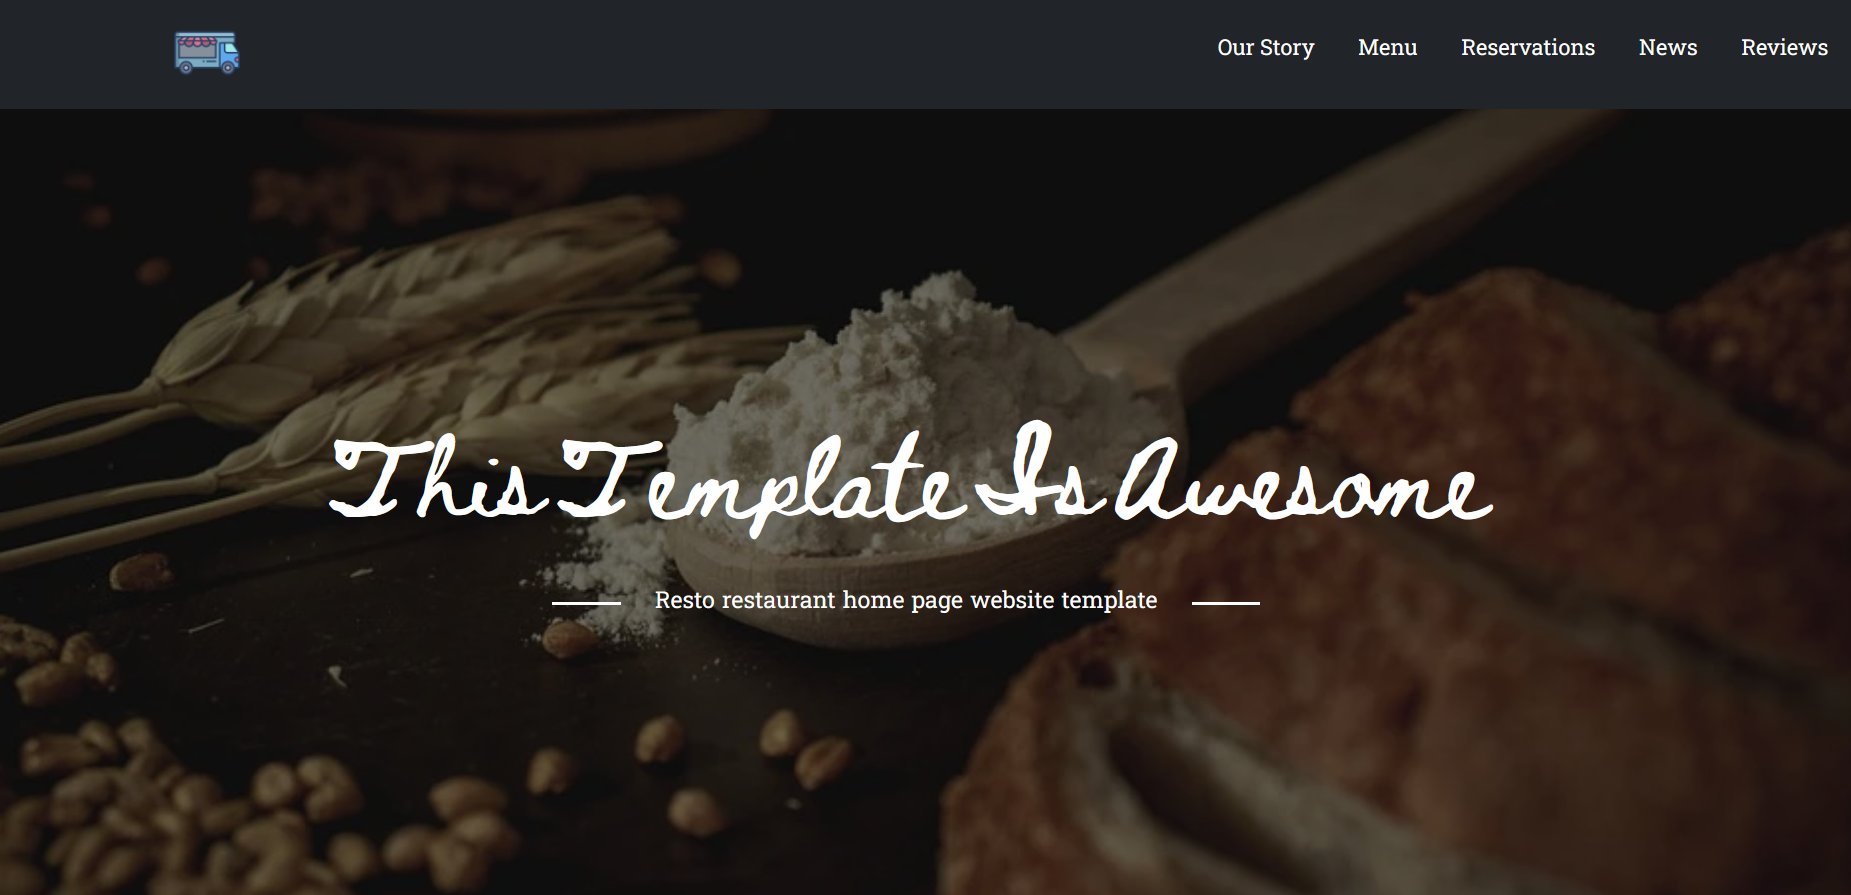 Our Story Menu Reservations News Reviews
This Template Is Awesome
Resto restaurant home page website template